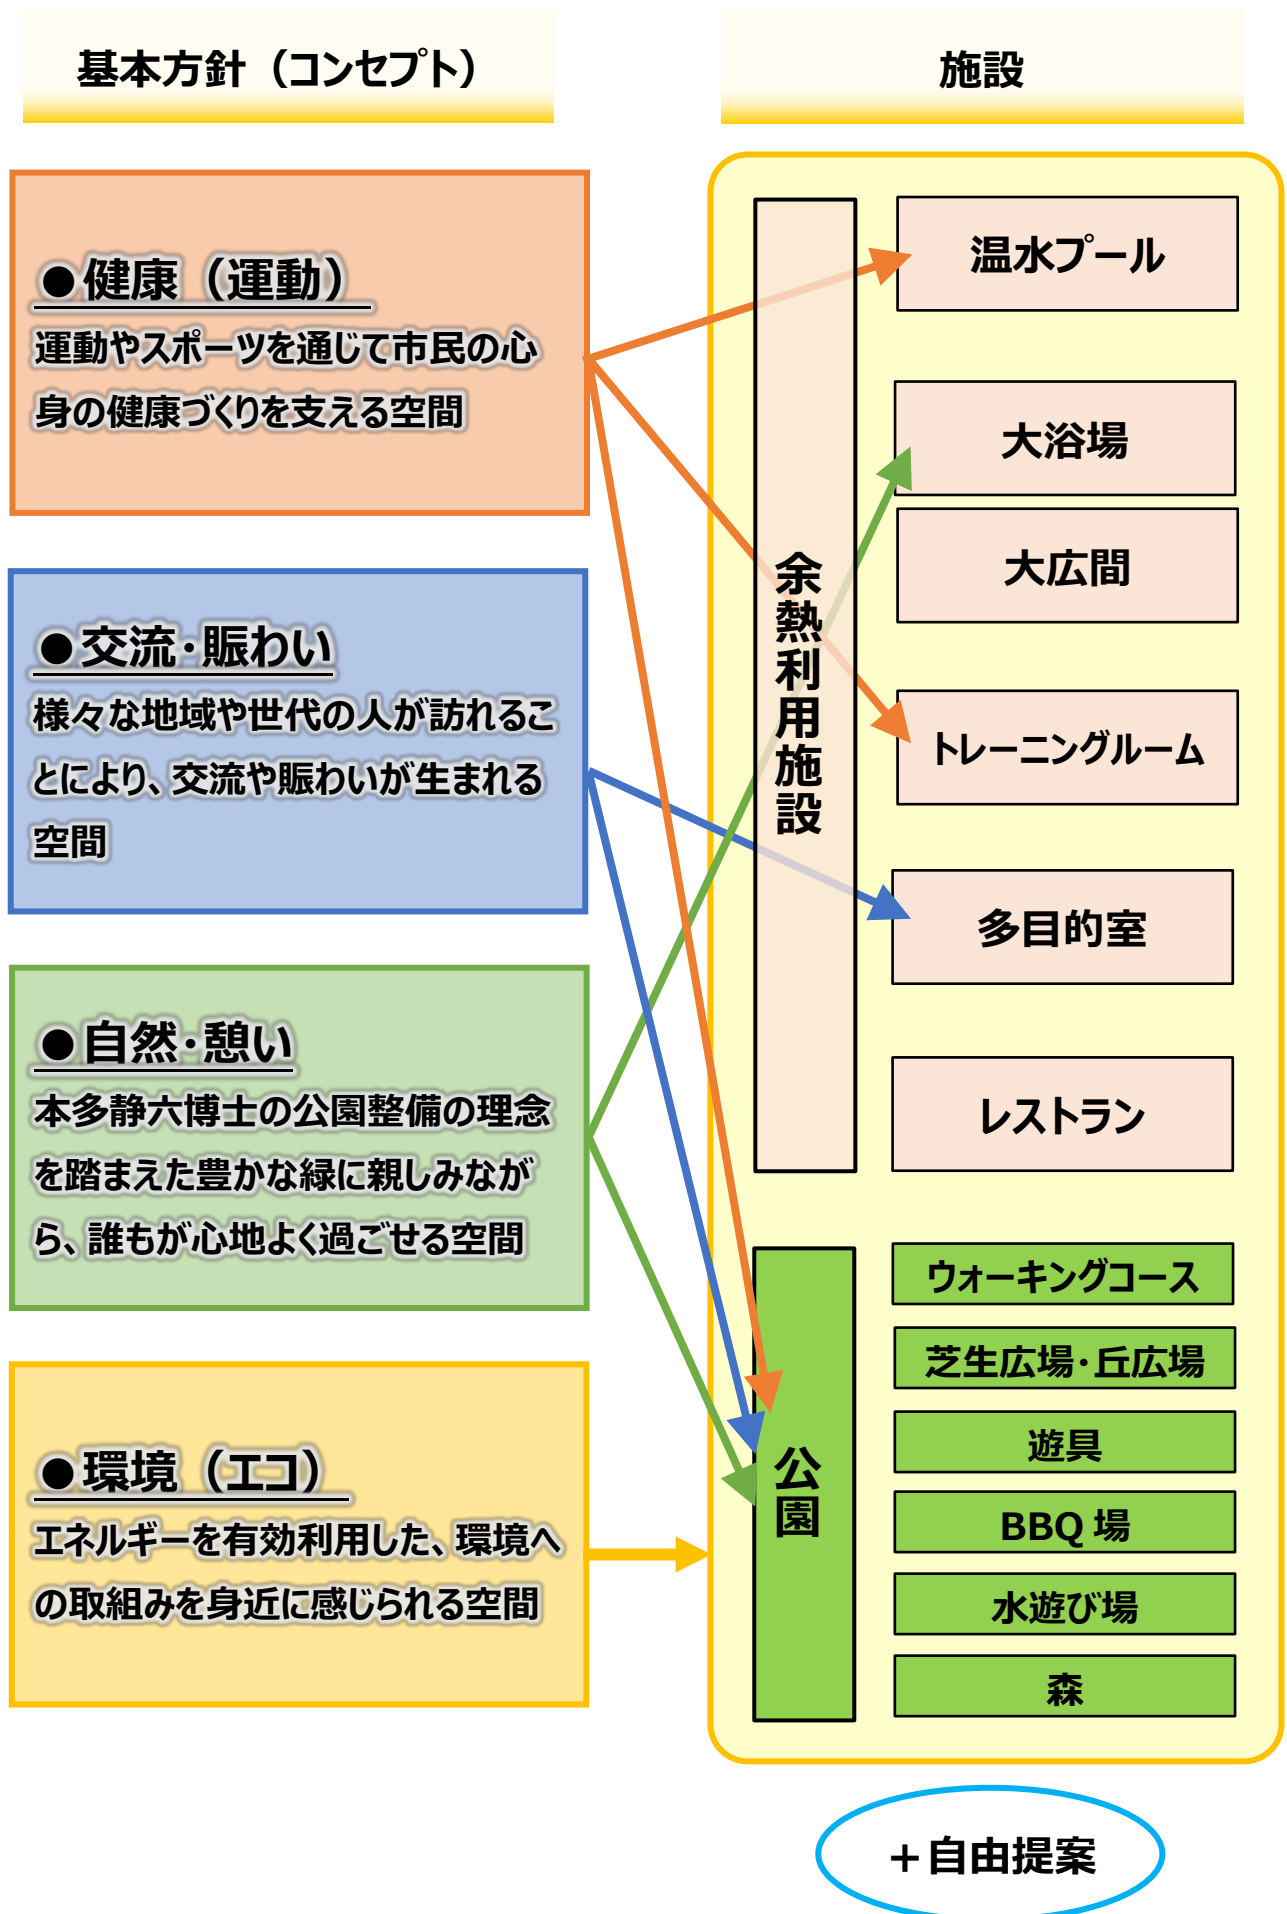 基本方針（コンセプト）
施設
●健康（運動）
運動やスポーツを通じて市民の心
身の健康づくりを支える空間
●交流・賑わい
様々な地域や世代の人が訪れるこ
とにより、交流や賑わいが生まれる
空間
●自然・憩い
本多静六博士の公園整備の理念
を踏まえた豊かな緑に親しみなが
ら、誰もが心地よく過ごせる空間
●環境（エコ）
エネルギーを有効利用した、環境へ
の取組みを身近に感じられる空間
余熱利用施設
温水プール
大浴場
大広間
トレーニングルーム
多目的室
レストラン
公園
ウォーキングコース
芝生広場・丘広場
遊具
BBQ 場
水遊び場
森
＋自由提案